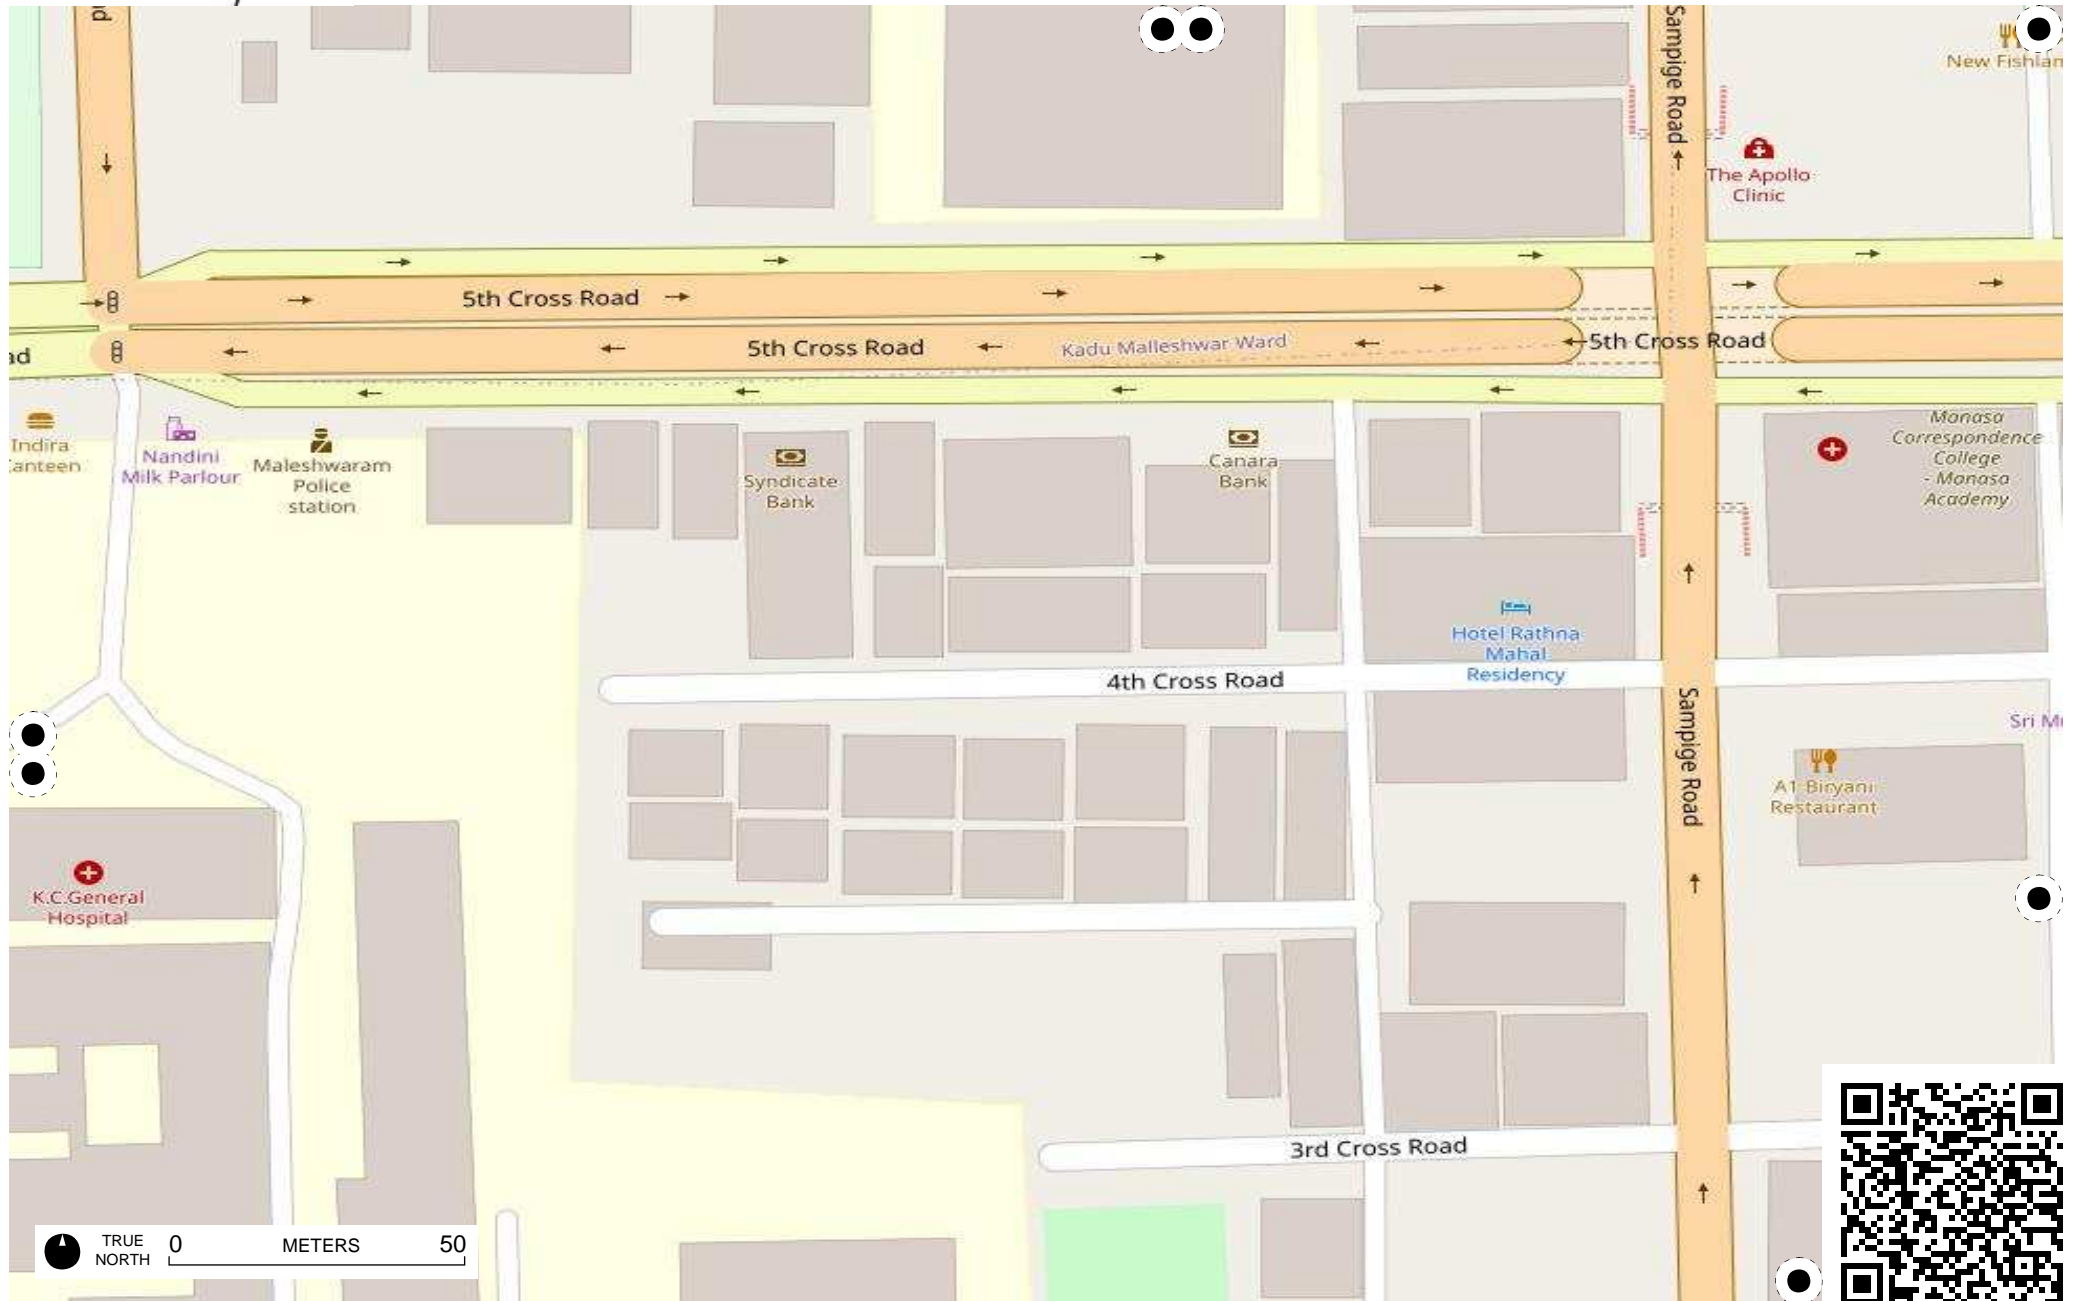 Sampige Road
New Fishlan
The Apollo
Clinic
5th Cross Road
5th Cross Road
Kadu Malleshwar Ward
5th Cross Road
ad
Indira
anteen
Nandini
Milk Parlour
Maleshwaram
Police
station
Syndicate
Bank
Canara
Bank
Manasa
Correspondence
College
- Manasa
Academy
Hotel Rathna
Mahal
Residency
4th Cross Road
Sampige Road
Sri M
A1 Biryani
Restaurant
K.C.General
Hospital
3rd Cross Road
TRUE
NORTH
0 METERS 50